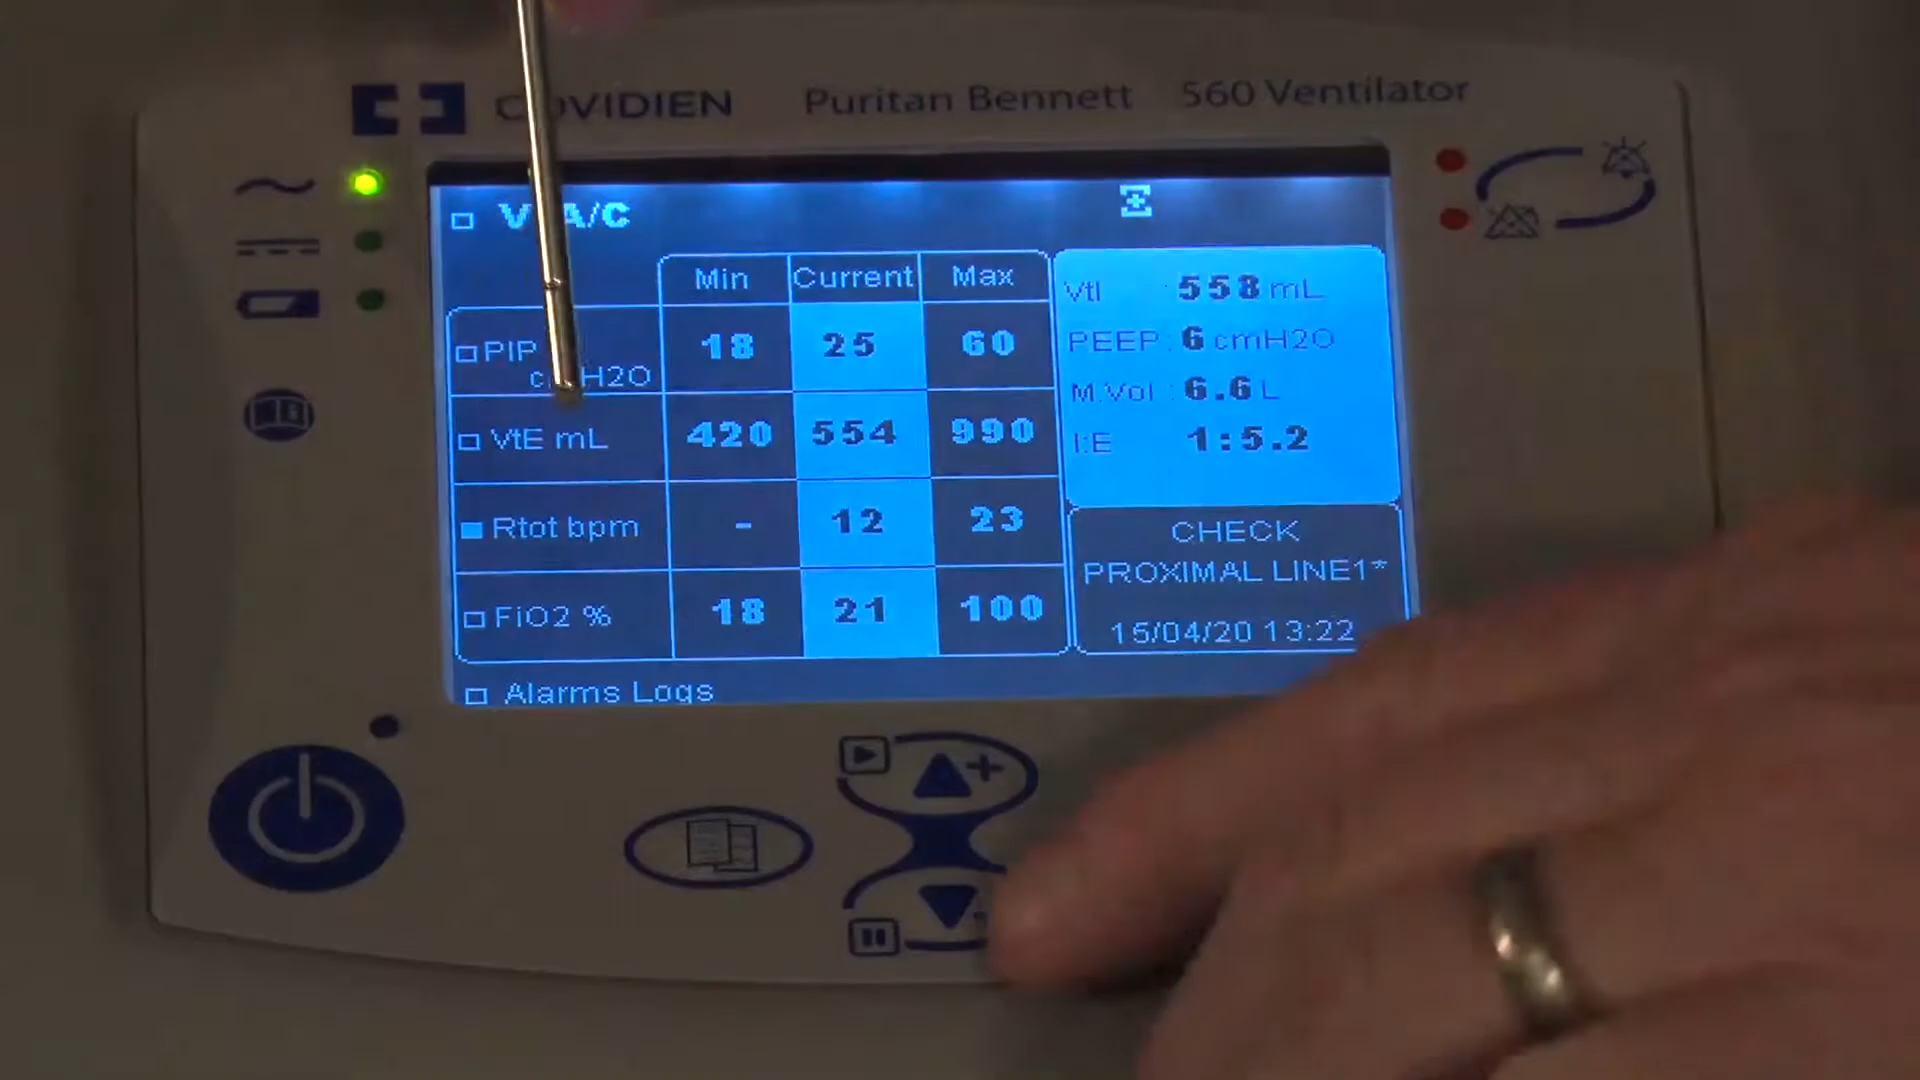 COVIDIEN Puritan Bennett 560 Ventilator
A/C
Min Current Max
PIP 18 25 60
cmH2O
VtE mL 420 554 990
Rtot bpm - 12 23
FiO2 % 18 21 100
Alarms Logs
VtI : 558 mL
PEEP : 6 cmH2O
M.Vol : 6.6 L
I:E 1:5.2
CHECK
PROXIMAL LINE1*
15/04/20 13:22